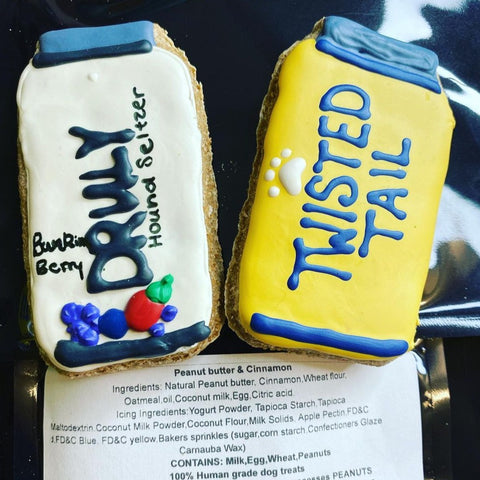 DRULY
Hound Seltzer
BarkRin
Berry
TWISTED
TAIL
Peanut butter & Cinnamon
Ingredients: Natural Peanut butter, Cinnamon,Wheat flour,
Oatmeal,oil,Coconut milk,Egg,Citric acid.
Icing Ingredients:Yogurt Powder, Tapioca Starch,Tapioca
Maltodextrin,Coconut Milk Powder,Coconut Flour,Milk Solids, Apple Pectin,FD&C
d,FD&C Blue, FD&C yellow,Bakers sprinkles (sugar,corn starch,Confectioners Glaze
Carnauba Wax)
CONTAINS: Milk,Egg,Wheat,Peanuts
100% Human grade dog treats
cesses PEANUTS